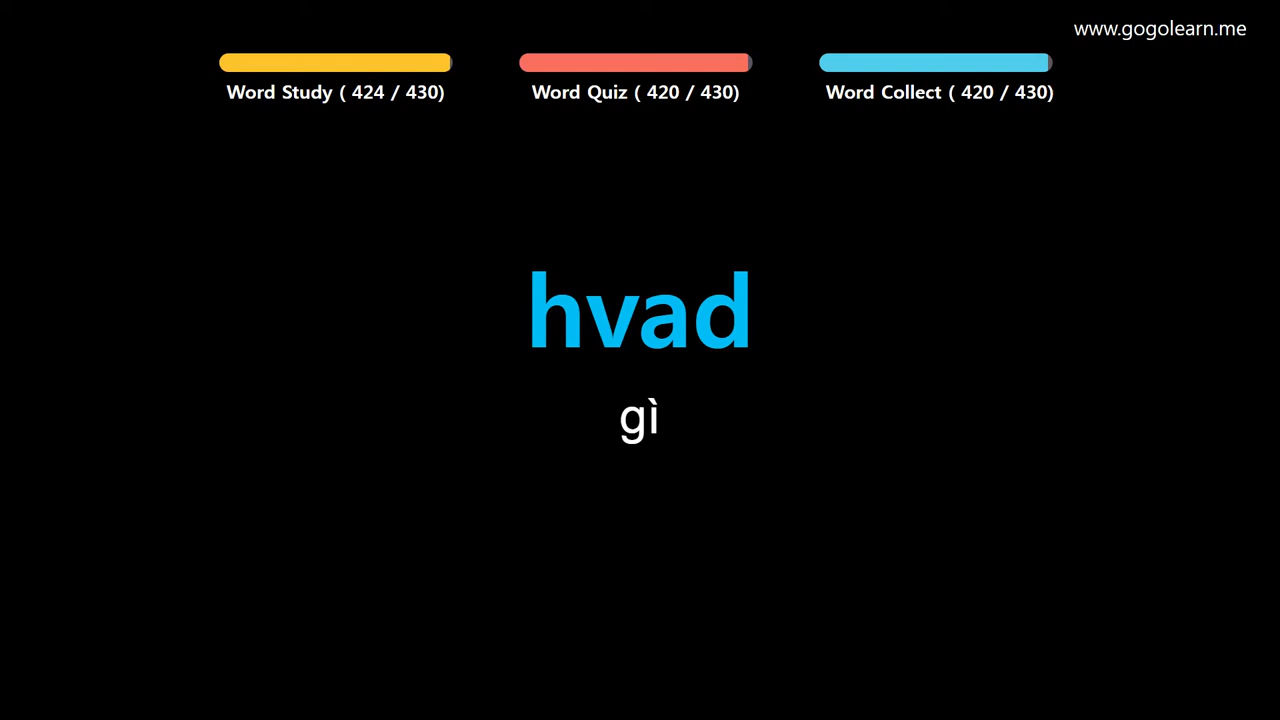 www.gogolearn.me
Word Study ( 424 / 430)
Word Quiz ( 420 / 430)
Word Collect ( 420 / 430)
hvad
gì